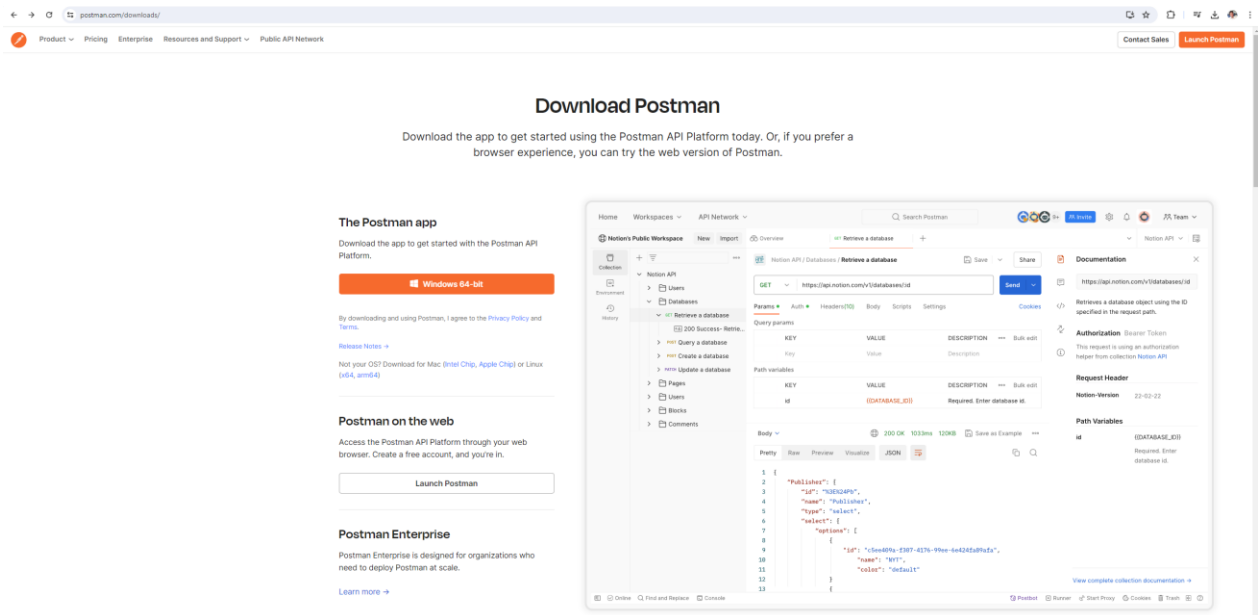 postman.com/downloads/
Product Pricing Enterprise Resources and Support Public API Network Contact Sales Launch Postman
Download Postman
Download the app to get started using the Postman API Platform today. Or, if you prefer a
browser experience, you can try the web version of Postman.
The Postman app
Download the app to get started with the Postman API
Platform.
Windows 64-bit
By downloading and using Postman, I agree to the Privacy Policy and
Terms.
Release Notes →
Not your OS? Download for Mac (Intel Chip, Apple Chip) or Linux
(x64, arm64)
Postman on the web
Access the Postman API Platform through your web
browser. Create a free account, and you're in.
Launch Postman
Postman Enterprise
Postman Enterprise is designed for organizations who
need to deploy Postman at scale.
Learn more →
Home Workspaces API Network Search Postman Invite Team
Notion's Public Workspace New Import Overview GET Retrieve a database + Notion API
Collection
Environment
History
Notion API
Users
Databases
GET Retrieve a database
200 Success- Retrie...
POST Query a database
POST Create a database
PATCH Update a database
Pages
Users
Blocks
Comments
Notion API / Databases / Retrieve a database Save Share
GET https://api.notion.com/v1/databases/:id Send
Params Auth Headers(10) Body Scripts Settings Cookies
Query params
KEY VALUE DESCRIPTION Bulk edit
Key Value Description
Path variables
KEY VALUE DESCRIPTION Bulk edit
id {{DATABASE_ID}} Required. Enter database id.
Body 200 OK 1033ms 120KB Save as Example
Pretty Raw Preview Visualize JSON
1 {
2 "Publisher": {
3 "id": "%3E%24Pb",
4 "name": "Publisher",
5 "type": "select",
6 "select": {
7 "options": [
8 {
9 "id": "c5ee409a-f307-4176-99ee-6e424fa89afa",
10 "name": "NYT",
11 "color": "default"
12 }
13 {
Documentation
https://api.notion.com/v1/databases/:id
Retrieves a database object using the ID
specified in the request path.
Authorization Bearer Token
This request is using an authorization
helper from collection Notion API
Request Header
Notion-Version 22-02-22
Path Variables
id {{DATABASE_ID}}
Required. Enter
database id.
View complete collection documentation →
Online Find and Replace Console Postbot Runner Start Proxy Cookies Trash